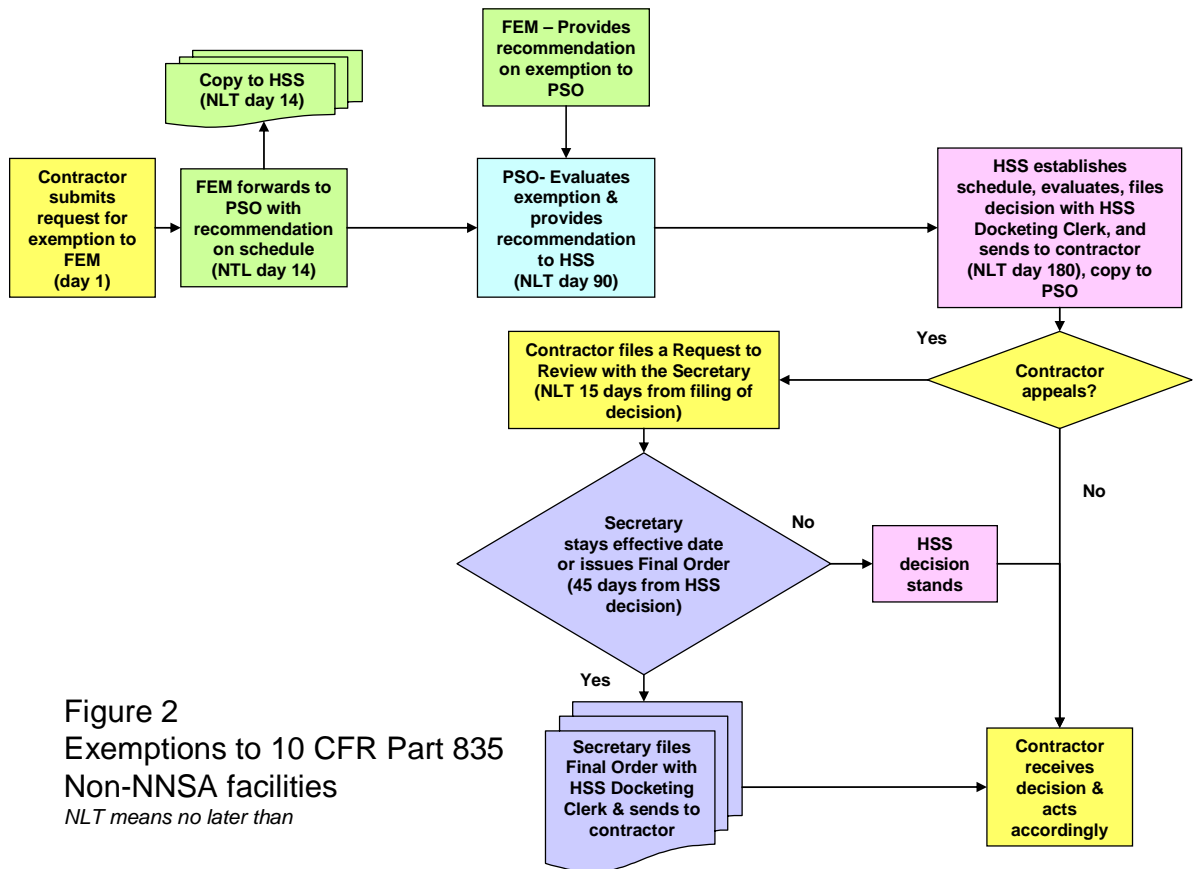 FEM – Provides
recommendation
on exemption to
PSO
Copy to HSS
(NLT day 14)
Contractor
submits
request for
exemption to
FEM
(day 1)
FEM forwards to
PSO with
recommendation
on schedule
(NTL day 14)
PSO- Evaluates
exemption &
provides
recommendation
to HSS
(NLT day 90)
HSS establishes
schedule, evaluates, files
decision with HSS
Docketing Clerk, and
sends to contractor
(NLT day 180), copy to
PSO
Yes
Contractor
appeals?
Contractor files a Request to
Review with the Secretary
(NLT 15 days from filing of
decision)
No
Secretary
stays effective date
or issues Final Order
(45 days from HSS
decision)
No
HSS
decision
stands
Yes
Secretary files
Final Order with
HSS Docketing
Clerk & sends to
contractor
Contractor
receives
decision &
acts
accordingly
Figure 2
Exemptions to 10 CFR Part 835
Non-NNSA facilities
NLT means no later than